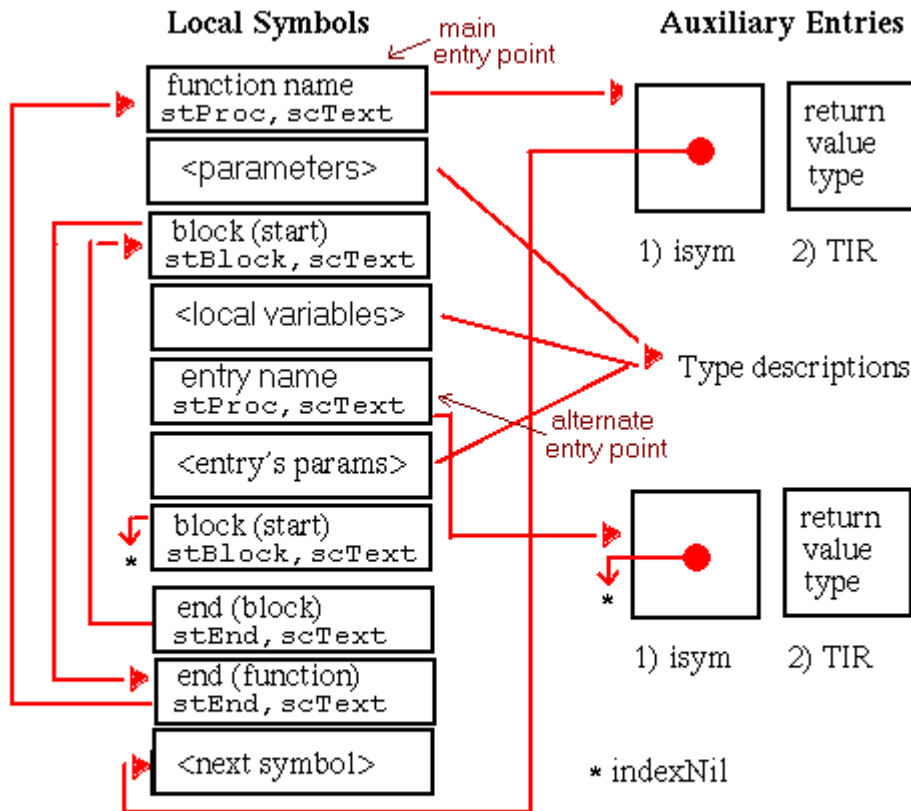 Local Symbols
Auxiliary Entries
main
entry point
function name
stProc, scText
<parameters>
block (start)
stBlock, scText
<local variables>
entry name
stProc, scText
alternate
entry point
<entry's params>
block (start)
stBlock, scText
*
end (block)
stEnd, scText
end (function)
stEnd, scText
<next symbol>
return
value
type
1) isym
2) TIR
Type descriptions
return
value
type
*
1) isym
2) TIR
* indexNil